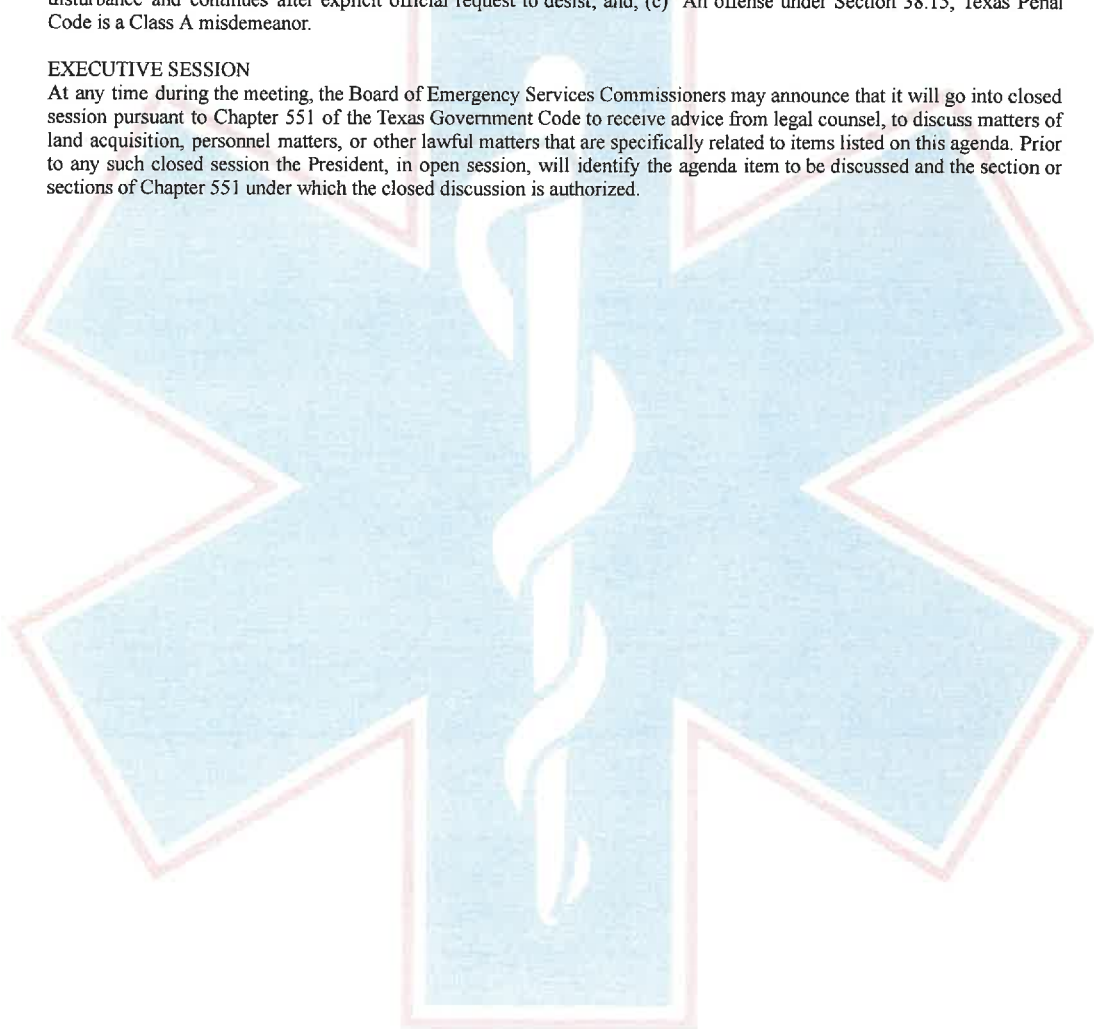 disturbance and continues after explicit official request to desist, and, (c) An offense under Section 38.13, Texas Penal
Code is a Class A misdemeanor.
EXECUTIVE SESSION
At any time during the meeting, the Board of Emergency Services Commissioners may announce that it will go into closed
session pursuant to Chapter 551 of the Texas Government Code to receive advice from legal counsel, to discuss matters of
land acquisition, personnel matters, or other lawful matters that are specifically related to items listed on this agenda. Prior
to any such closed session the President, in open session, will identify the agenda item to be discussed and the section or
sections of Chapter 551 under which the closed discussion is authorized.